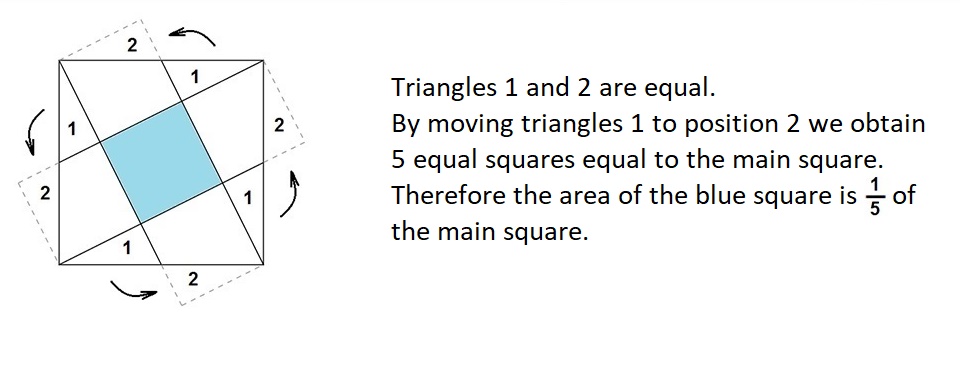 2
1
Triangles 1 and 2 are equal.
1
2
By moving triangles 1 to position 2 we obtain
5 equal squares equal to the main square.
2
1
Therefore the area of the blue square is 1/5 of
the main square.
1
2